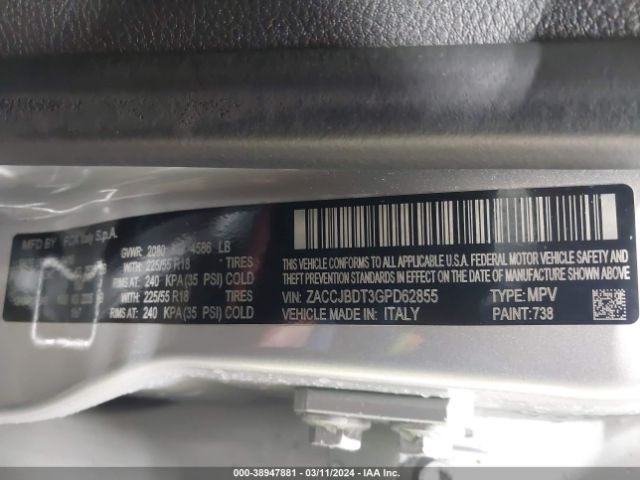 MFD BY FCA Italy S.p.A.
GVWR: 2080 4586 LB
WITH: 225/55 R18 TIRES
RIMS AT: 240 KPA(35 PSI) COLD
WITH: 225/55 R18 TIRES
RIMS AT: 240 KPA(35 PSI) COLD
THIS VEHICLE CONFORMS TO ALL APPLICABLE U.S.A. FEDERAL MOTOR VEHICLE SAFETY, BUMPER, AND
THEFT PREVENTION STANDARDS IN EFFECT ON THE DATE OF MANUFACTURE SHOWN ABOVE.
VIN: ZACCJBDT3GPD62855 TYPE: MPV
VEHICLE MADE IN: ITALY PAINT: 738
000-38947881 - 03/11/2024 - IAA Inc.